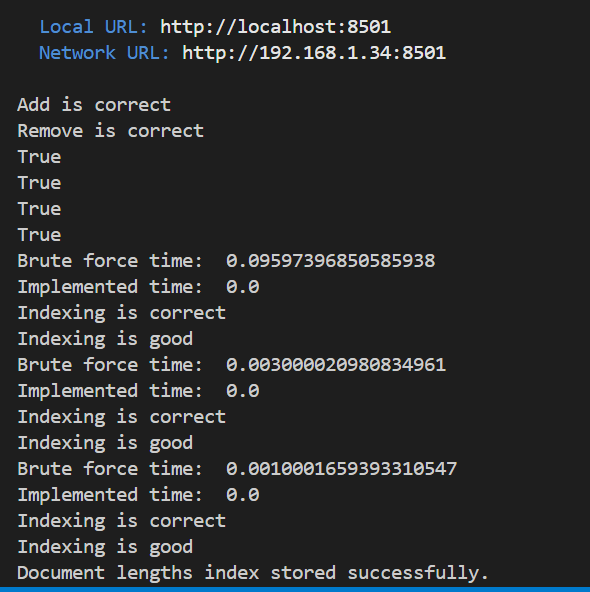 Local URL: http://localhost:8501
Network URL: http://192.168.1.34:8501
Add is correct
Remove is correct
True
True
True
True
Brute force time:  0.09597396850585938
Implemented time:  0.0
Indexing is correct
Indexing is good
Brute force time:  0.003000020980834961
Implemented time:  0.0
Indexing is correct
Indexing is good
Brute force time:  0.0010001659393310547
Implemented time:  0.0
Indexing is correct
Indexing is good
Document lengths index stored successfully.